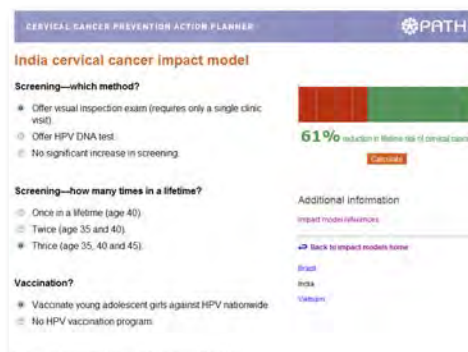 CERVICAL CANCER PREVENTION ACTION PLANNER
PATH
India cervical cancer impact model
Screening—which method?
Offer visual inspection exam (requires only a single clinic
visit).
Offer HPV DNA test.
No significant increase in screening.
Screening—how many times in a lifetime?
Once in a lifetime (age 40).
Twice (age 35 and 40).
Thrice (age 35, 40 and 45).
Vaccination?
Vaccinate young adolescent girls against HPV nationwide
No HPV vaccination program.
61% reduction in lifetime risk of cervical cancer
Calculate
Additional information
Impact model references
Back to impact models home
Brazil
India
Vietnam